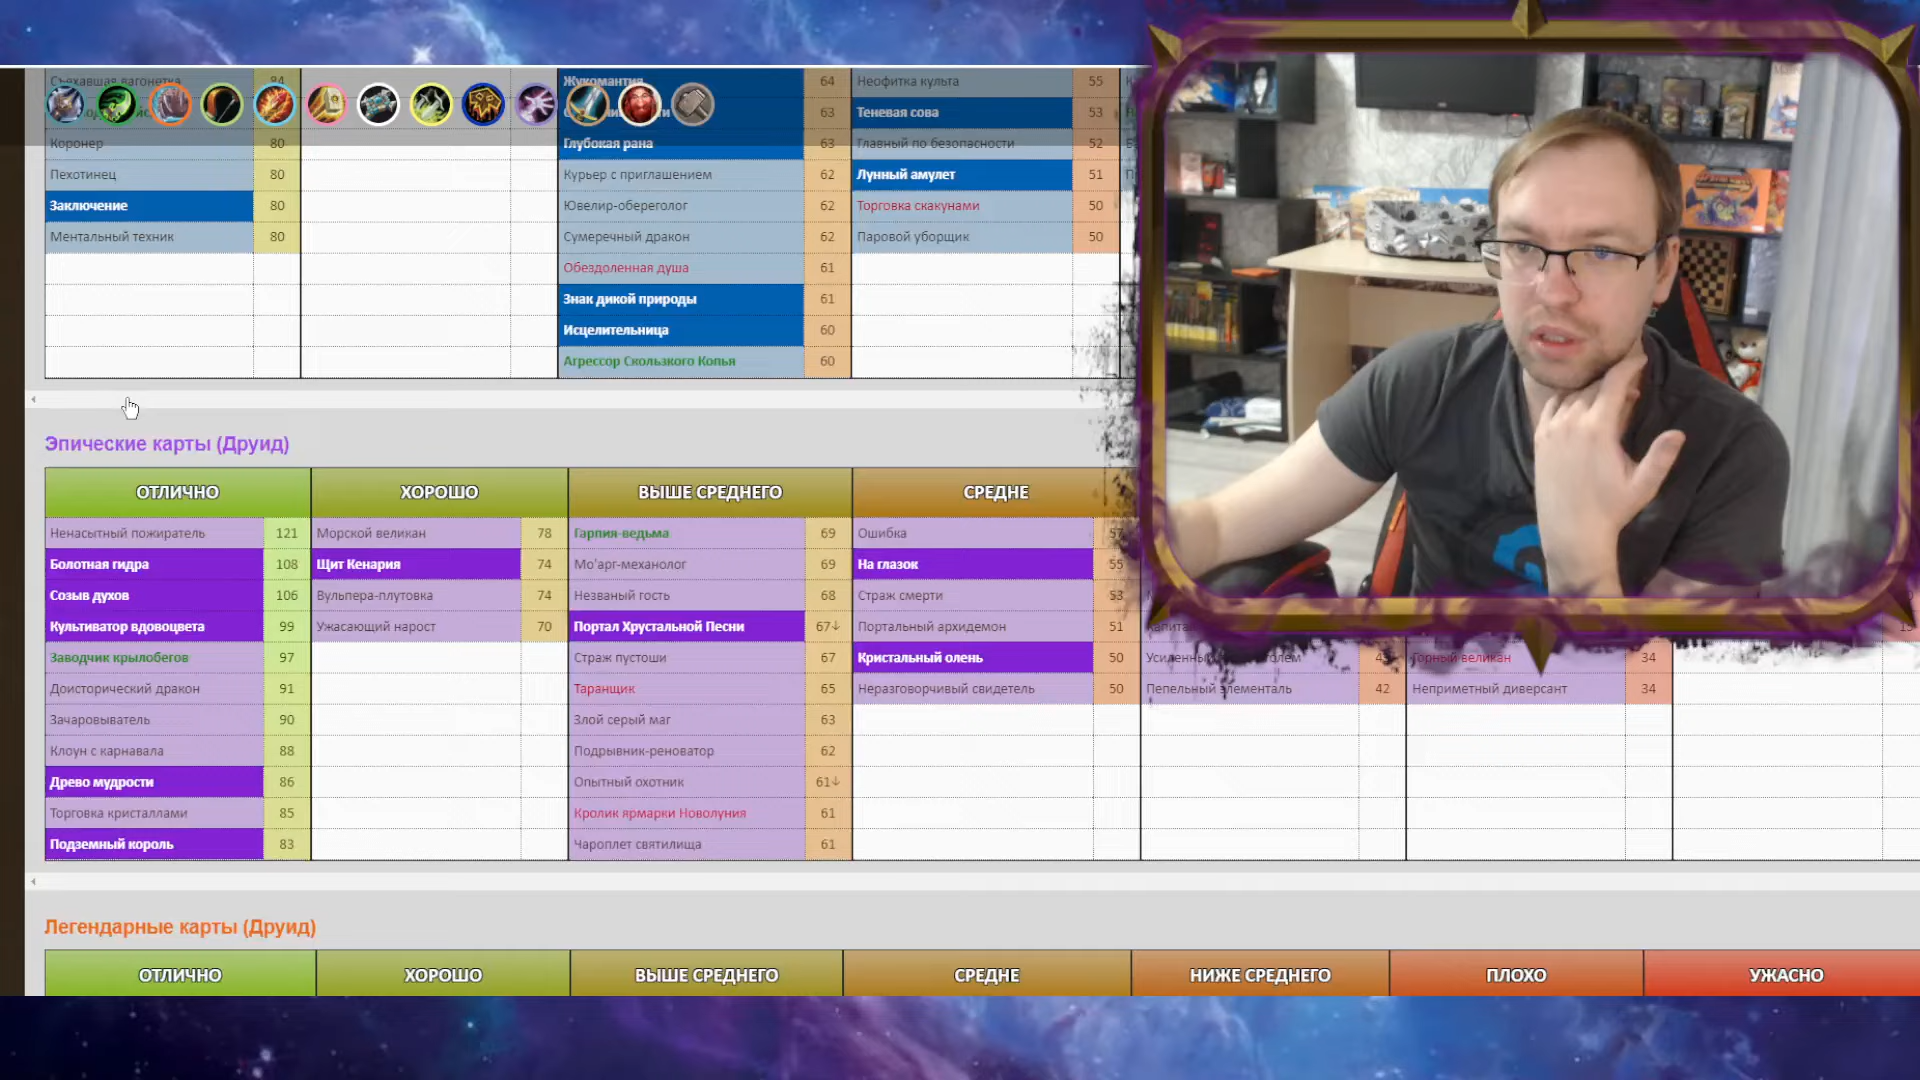 Съехавшая вагонетка 84 Жукомантия 64 Неофитка культа 55
63 Теневая сова 53
Коронер 80 Глубокая рана 63 Главный по безопасности 52
Пехотинец 80 Курьер с приглашением 62 Лунный амулет 51
Заключение 80 Ювелир-обереголог 62 Торговка скакунами 50
Ментальный техник 80 Сумеречный дракон 62 Паровой уборщик 50
Обездоленная душа 61
Знак дикой природы 61
Исцелительница 60
Агрессор Скользкого Копья 60
Эпические карты (Друид)
ОТЛИЧНО ХОРОШО ВЫШЕ СРЕДНЕГО СРЕДНЕ
Ненасытный пожиратель 121 Морской великан 78 Гарпия-ведьма 69 Ошибка 57
Болотная гидра 108 Щит Кенария 74 Мо'арг-механолог 69 На глазок 55
Созыв духов 106 Вульпера-плутовка 74 Незваный гость 68 Страж смерти 53
Культиватор вдовоцвета 99 Ужасающий нарост 70 Портал Хрустальной Песни 67↓ Портальный архидемон 51
Заводчик крылобегов 97 Страж пустоши 67 Кристальный олень 50 Горный великан 34
Доисторический дракон 91 Таранщик 65 Неразговорчивый свидетель 50 Пепельный элементаль 42 Неприметный диверсант 34
Зачаровыватель 90 Злой серый маг 63
Клоун с карнавала 88 Подрывник-реноватор 62
Древо мудрости 86 Опытный охотник 61↓
Торговка кристаллами 85 Кролик ярмарки Новолуния 61
Подземный король 83 Чароплет святилища 61
Легендарные карты (Друид)
ОТЛИЧНО ХОРОШО ВЫШЕ СРЕДНЕГО СРЕДНЕ НИЖЕ СРЕДНЕГО ПЛОХО УЖАСНО